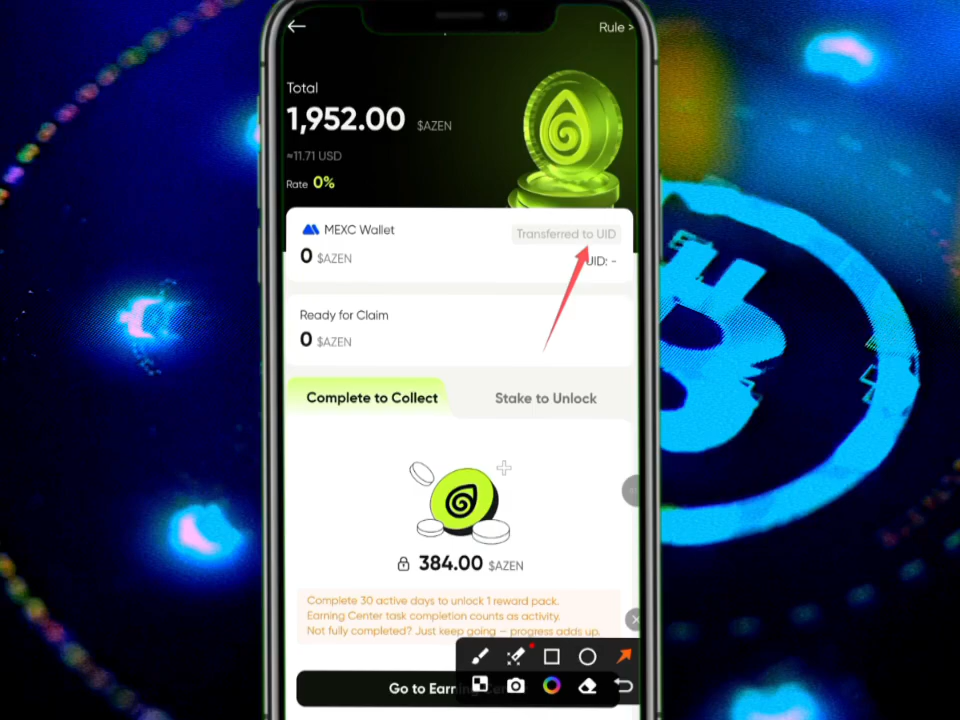 Rule >
Total
1,952.00 $AZEN
≈11.71 USD
Rate 0%
MEXC Wallet
Transferred to UID
0 $AZEN
UID: -
Ready for Claim
0 $AZEN
Complete to Collect
Stake to Unlock
384.00 $AZEN
Complete 30 active days to unlock 1 reward pack.
Earning Center task completion counts as activity.
Not fully completed? Just keep going — progress adds up.
Go to Earning